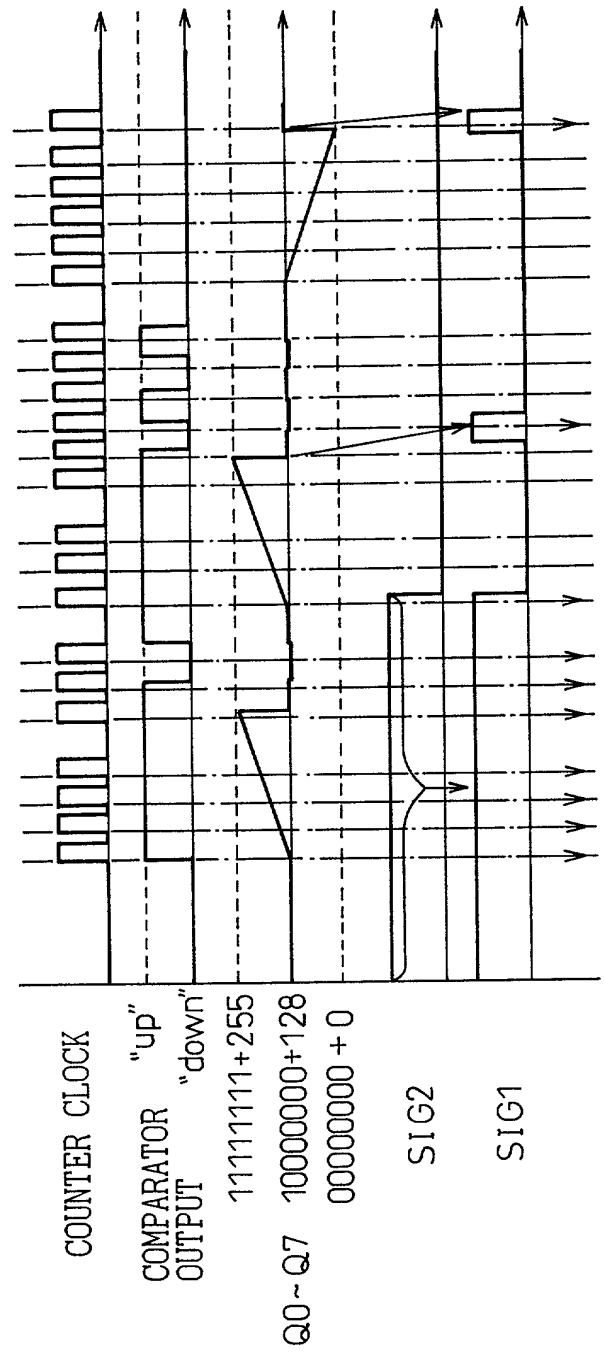 COUNTER CLOCK
COMPARATOR "up"
OUTPUT "down"
11111111+255
Q0~Q7 10000000+128
00000000+0
SIG2
SIG1